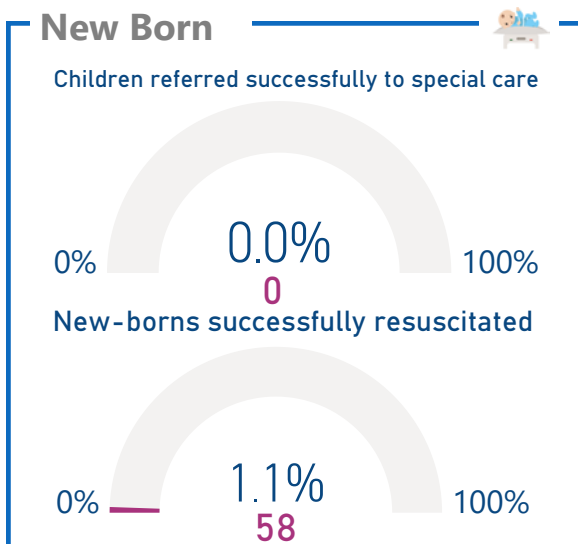 New Born
Children referred successfully to special care
0.0%
0% 100%
0
New-borns successfully resuscitated
1.1%
0% 100%
58